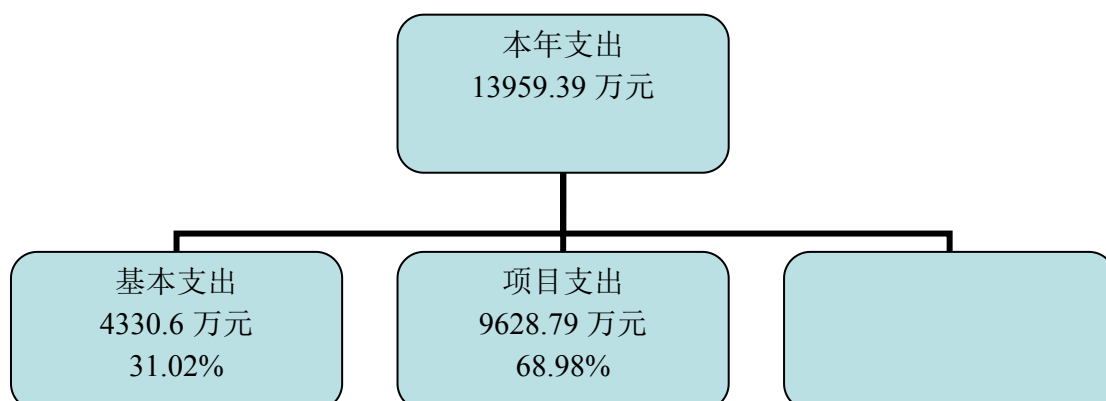 本年支出
13959.39 万元
基本支出
4330.6 万元
31.02%
项目支出
9628.79 万元
68.98%